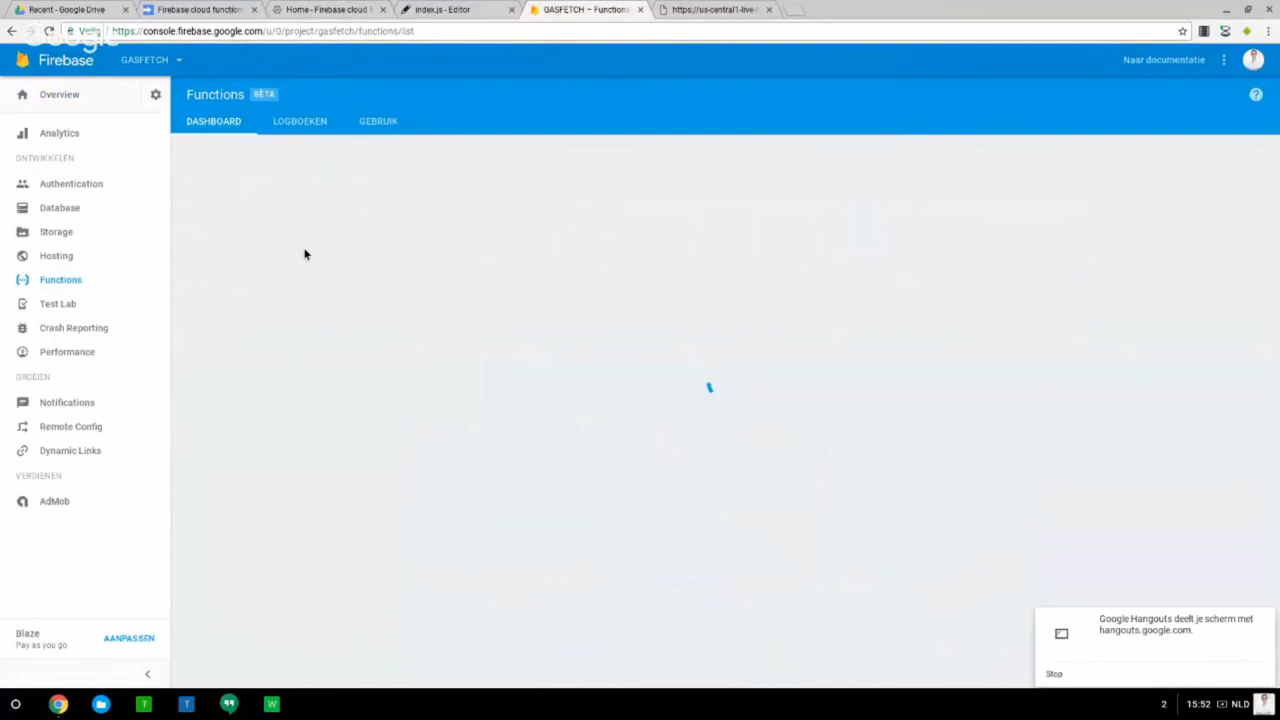 Recent - Google Drive
Firebase cloud function
Home - Firebase cloud f
index.js - Editor
GASFETCH – Functions
https://us-central1-live-
Veilig
https://console.firebase.google.com/u/0/project/gasfetch/functions/list
Google
Firebase
GASFETCH
Naar documentatie
Overview
Functions
BÈTA
DASHBOARD
LOGBOEKEN
GEBRUIK
Analytics
ONTWIKKELEN
Authentication
Database
Storage
Hosting
Functions
Test Lab
Crash Reporting
Performance
GROEIEN
Notifications
Remote Config
Dynamic Links
VERDIENEN
AdMob
Blaze
Pay as you go
AANPASSEN
Google Hangouts deelt je scherm met
hangouts.google.com.
Stop
T
T
W
2
15:52
NLD